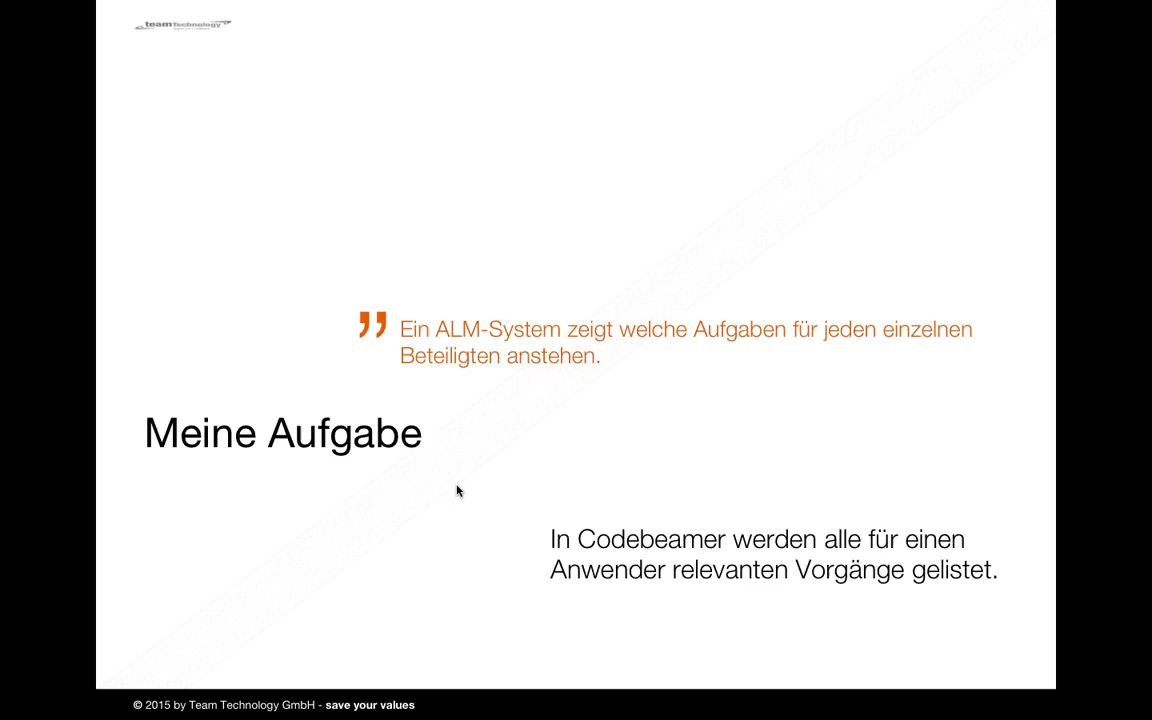 teamTechnology
” Ein ALM-System zeigt welche Aufgaben für jeden einzelnen
Beteiligten anstehen.
Meine Aufgabe
In Codebeamer werden alle für einen
Anwender relevanten Vorgänge gelistet.
© 2015 by Team Technology GmbH - save your values